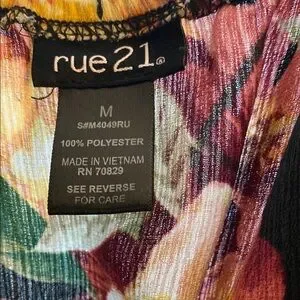 rue21®
M
S#M4049RU
100% POLYESTER
MADE IN VIETNAM
RN 70829
SEE REVERSE
FOR CARE